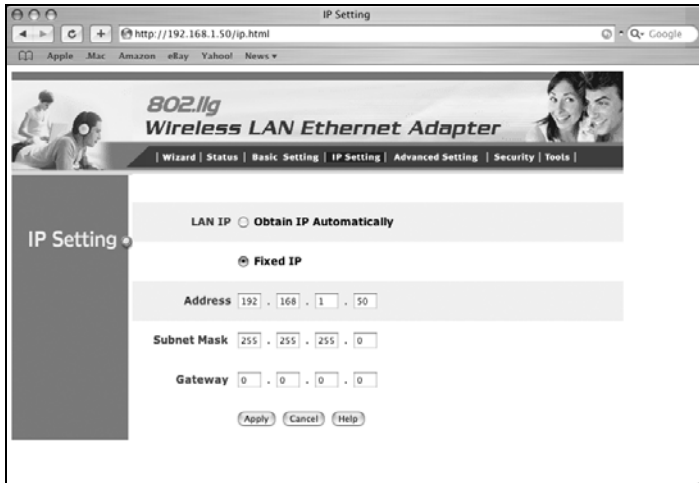 IP Setting
http://192.168.1.50/ip.html
Google
Apple .Mac Amazon eBay Yahoo! News
802.11g
Wireless LAN Ethernet Adapter
| Wizard | Status | Basic Setting | IP Setting | Advanced Setting | Security | Tools |
IP Setting
LAN IP Obtain IP Automatically
Fixed IP
Address 192 . 168 . 1 . 50
Subnet Mask 255 . 255 . 255 . 0
Gateway 0 . 0 . 0 . 0
Apply Cancel Help